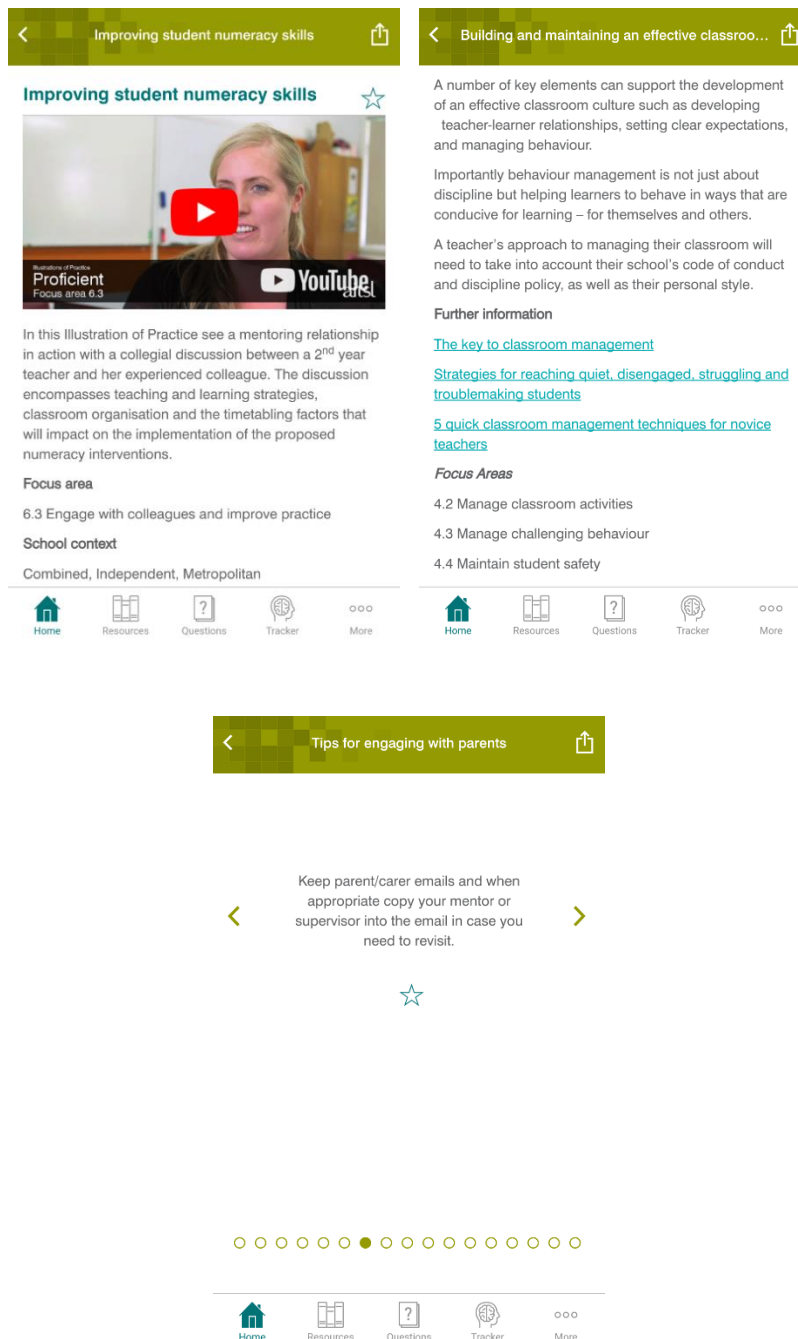 Improving student numeracy skills
Improving student numeracy skills
Illustrations of Practice
Proficient
Focus area 6.3
YouTube
In this Illustration of Practice see a mentoring relationship
in action with a collegial discussion between a 2nd year
teacher and her experienced colleague. The discussion
encompasses teaching and learning strategies,
classroom organisation and the timetabling factors that
will impact on the implementation of the proposed
numeracy interventions.
Focus area
6.3 Engage with colleagues and improve practice
School context
Combined, Independent, Metropolitan
Home
Resources
Questions
Tracker
More
Building and maintaining an effective classroo...
A number of key elements can support the development
of an effective classroom culture such as developing
teacher-learner relationships, setting clear expectations,
and managing behaviour.
Importantly behaviour management is not just about
discipline but helping learners to behave in ways that are
conducive for learning – for themselves and others.
A teacher's approach to managing their classroom will
need to take into account their school's code of conduct
and discipline policy, as well as their personal style.
Further information
The key to classroom management
Strategies for reaching quiet, disengaged, struggling and
troublemaking students
5 quick classroom management techniques for novice
teachers
Focus Areas
4.2 Manage classroom activities
4.3 Manage challenging behaviour
4.4 Maintain student safety
Home
Resources
Questions
Tracker
More
Tips for engaging with parents
Keep parent/carer emails and when
appropriate copy your mentor or
supervisor into the email in case you
need to revisit.
Home
Resources
Questions
Tracker
More